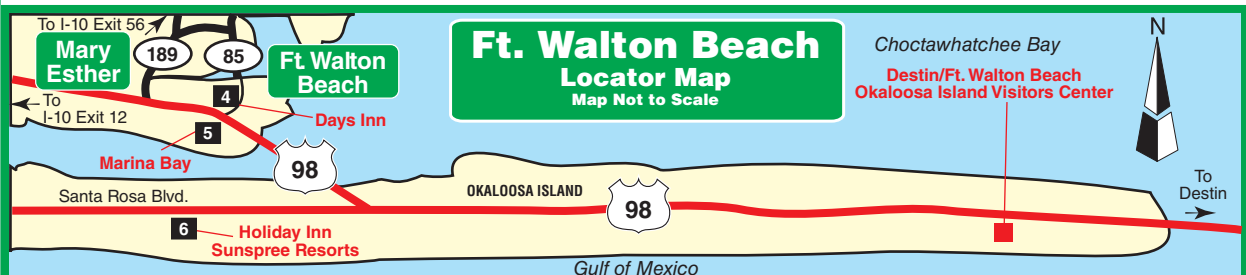 To I-10 Exit 56
Mary
Esther
189
85
Ft. Walton
Beach
Ft. Walton Beach
Locator Map
Map Not to Scale
Choctawhatchee Bay
Destin/Ft. Walton Beach
Okaloosa Island Visitors Center
N
To
I-10 Exit 12
4
Days Inn
5
Marina Bay
98
Santa Rosa Blvd.
OKALOOSA ISLAND
98
To
Destin
6
Holiday Inn
Sunspree Resorts
Gulf of Mexico